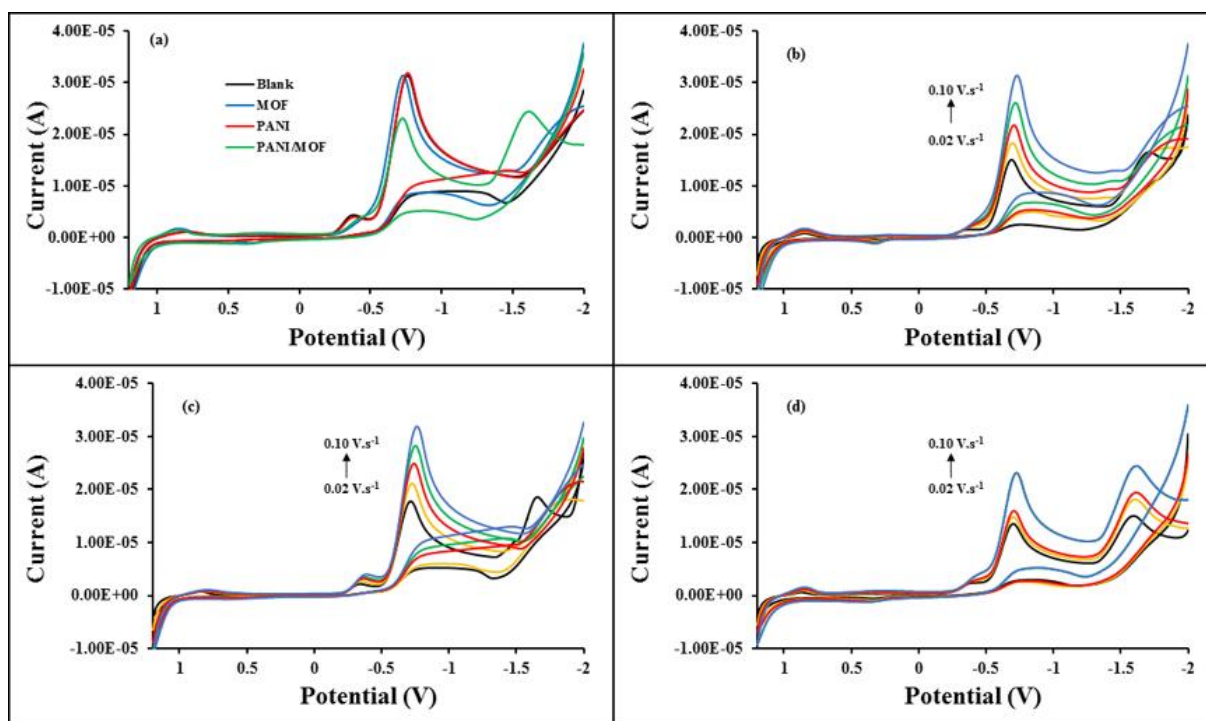 4.00E-05
(a)
3.00E-05
2.00E-05
1.00E-05
0.00E+00
-1.00E-05
Current (A)
Blank
MOF
PANI
PANI/MOF
1 0.5 0 -0.5 -1 -1.5 -2
Potential (V)
4.00E-05
(b)
3.00E-05
2.00E-05
1.00E-05
0.00E+00
-1.00E-05
Current (A)
0.10 V.s-1
0.02 V.s-1
1 0.5 0 -0.5 -1 -1.5 -2
Potential (V)
4.00E-05
(c)
3.00E-05
2.00E-05
1.00E-05
0.00E+00
-1.00E-05
Current (A)
0.10 V.s-1
0.02 V.s-1
1 0.5 0 -0.5 -1 -1.5 -2
Potential (V)
4.00E-05
(d)
3.00E-05
2.00E-05
1.00E-05
0.00E+00
-1.00E-05
Current (A)
0.10 V.s-1
0.02 V.s-1
1 0.5 0 -0.5 -1 -1.5 -2
Potential (V)